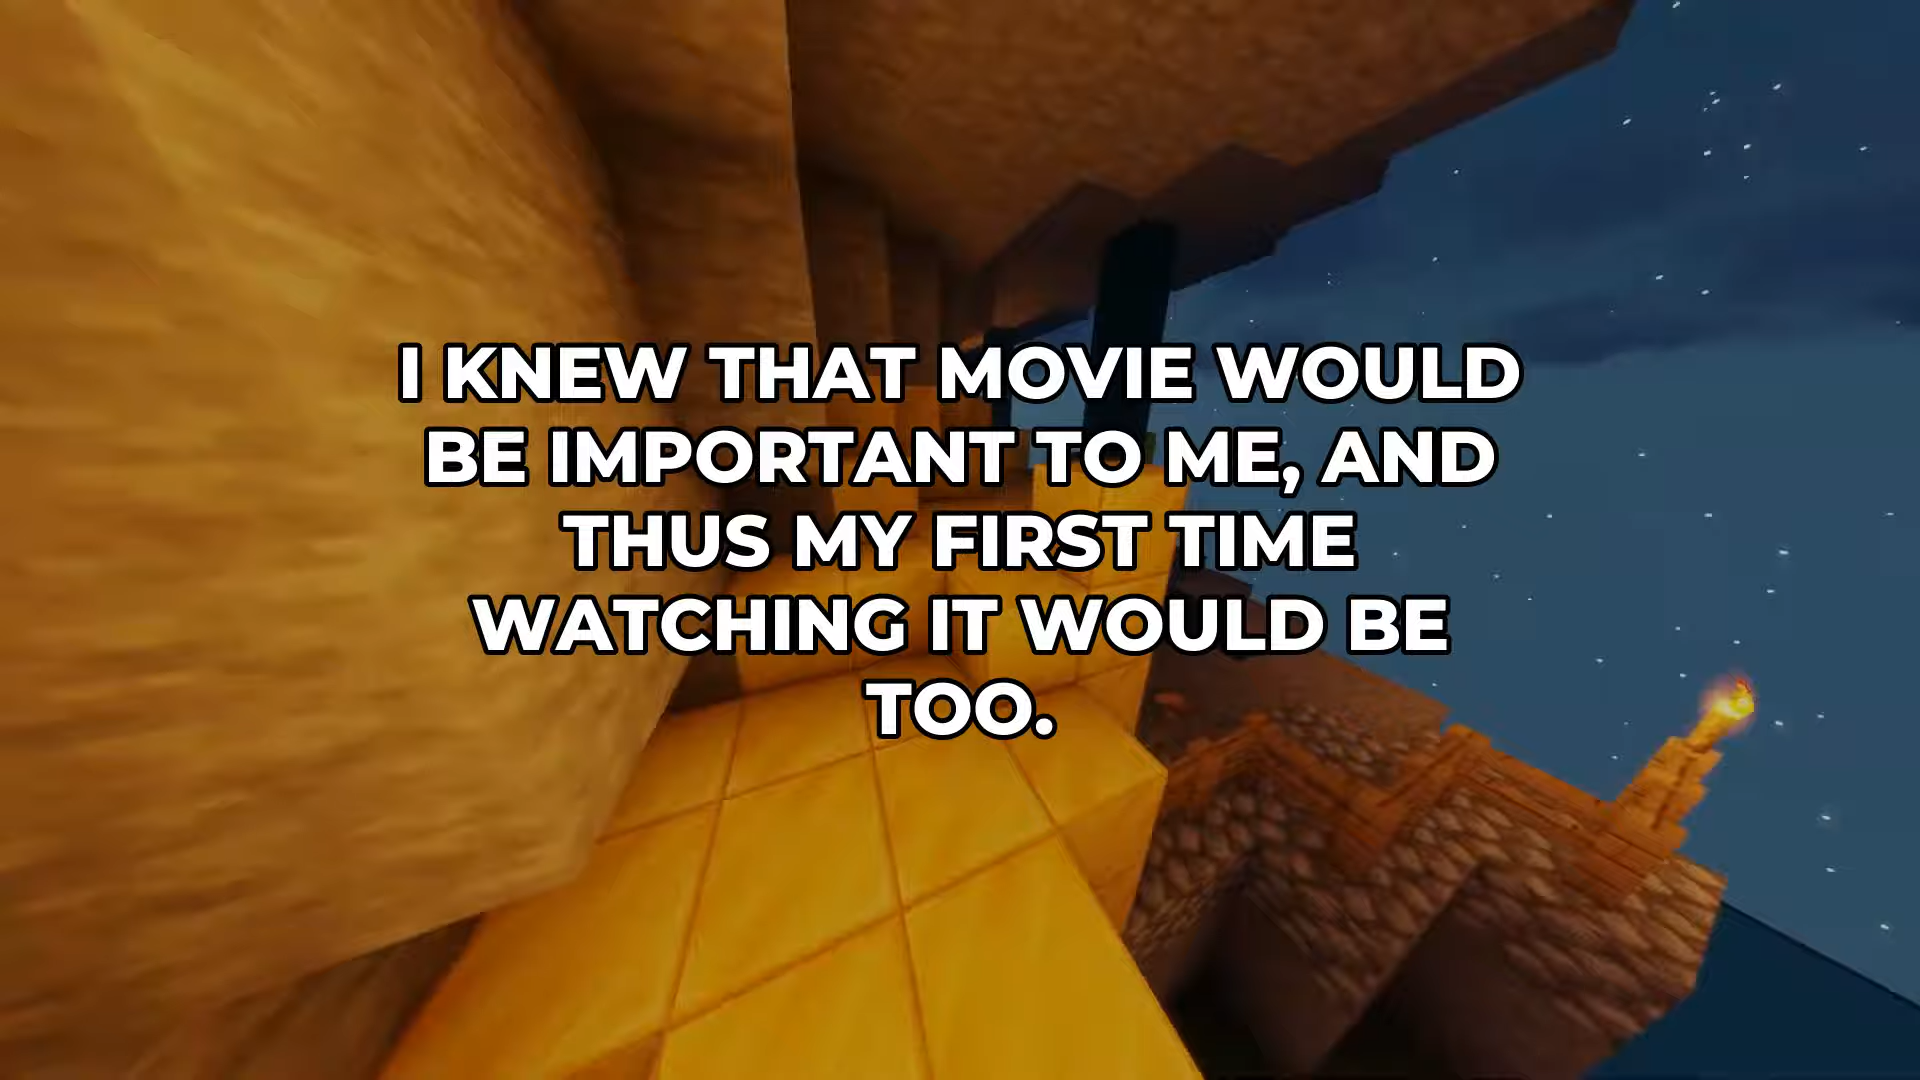 I KNEW THAT MOVIE WOULD
BE IMPORTANT TO ME, AND
THUS MY FIRST TIME
WATCHING IT WOULD BE
TOO.